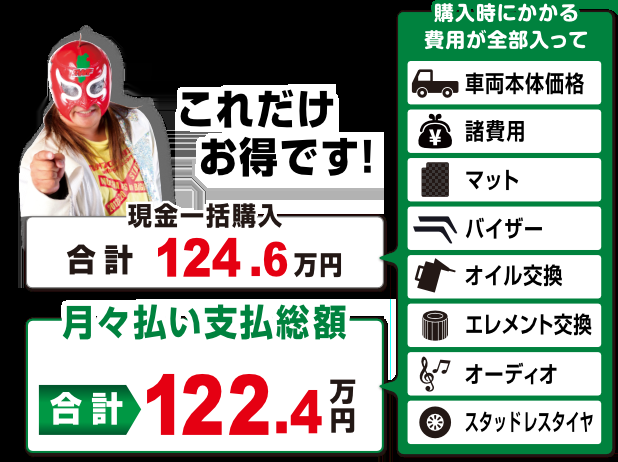 購入時にかかる
費用が全部入って
車両本体価格
諸費用
マット
バイザー
オイル交換
エレメント交換
オーディオ
スタッドレスタイヤ
これだけ
お得です!
現金一括購入
合計 124.6万円
月々払い支払総額
合計 122.4万円